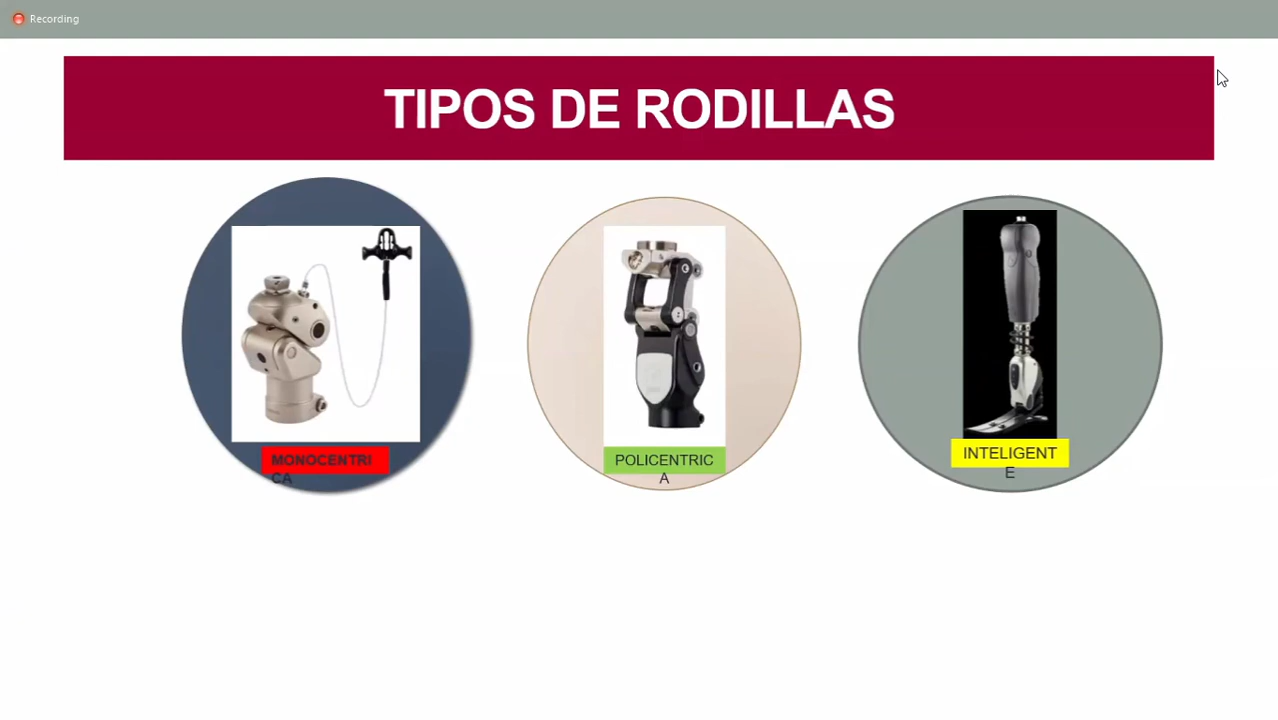 Recording
TIPOS DE RODILLAS
MONOCENTRI
CA
POLICENTRIC
A
INTELIGENT
E